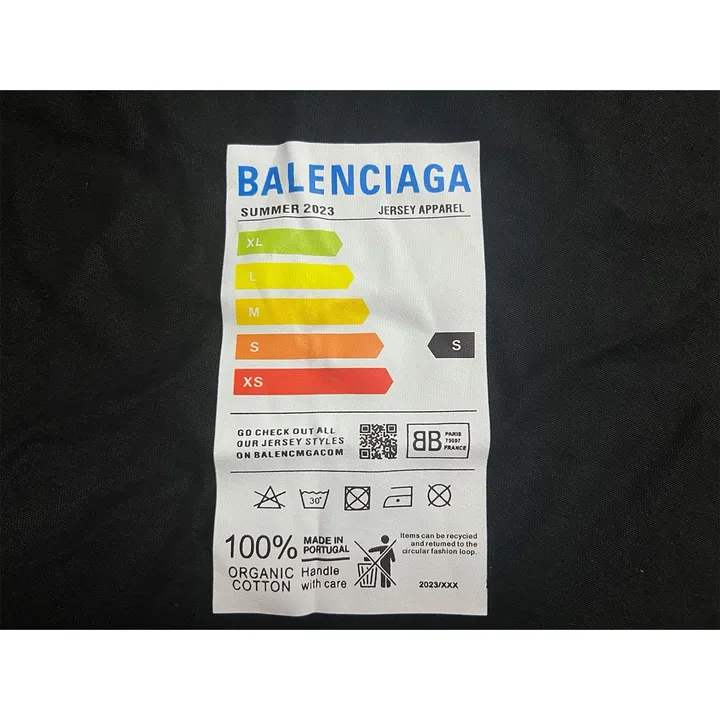 BALENCIAGA
SUMMER 2023 JERSEY APPAREL
XL
L
M
S S
XS
GO CHECK OUT ALL
OUR JERSEY STYLES
ON BALENCMGACOM
BB
PARIS
75007
FRANCE
30°
100%
ORGANIC
COTTON
MADE IN
PORTUGAL
Handle
with care
Items can be recycled
and returned to the
circular fashion loop.
2023/XXX